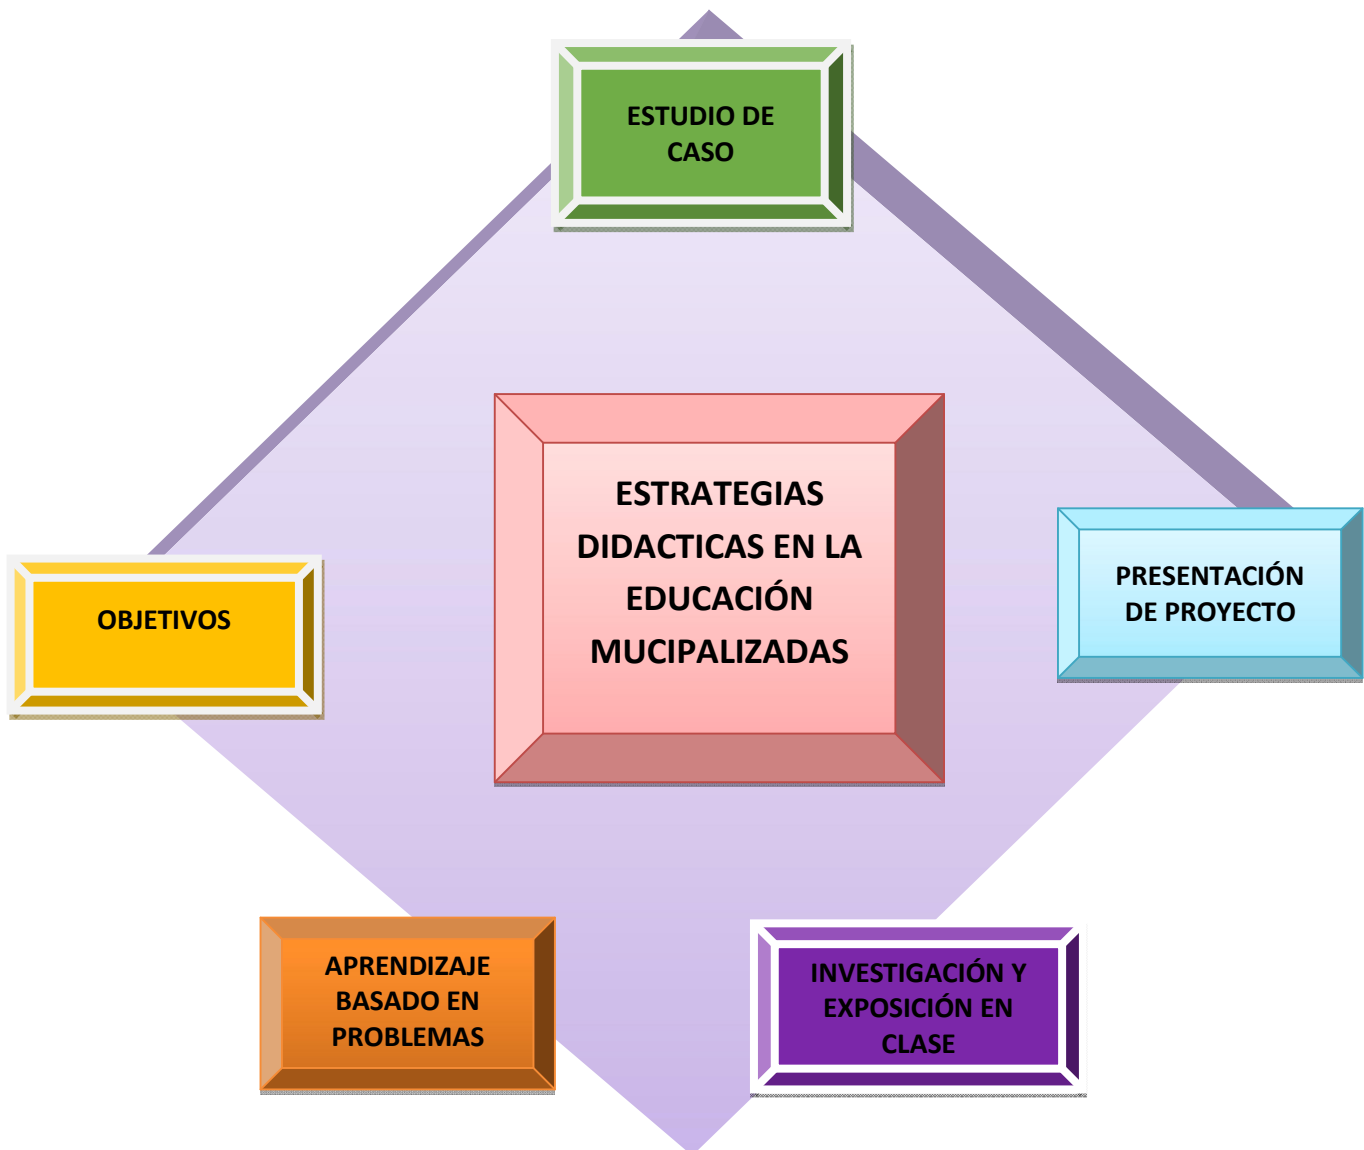 ESTUDIO DE
CASO
ESTRATEGIAS
DIDACTICAS EN LA
EDUCACIÓN
MUCIPALIZADAS
OBJETIVOS
PRESENTACIÓN
DE PROYECTO
APRENDIZAJE
BASADO EN
PROBLEMAS
INVESTIGACIÓN Y
EXPOSICIÓN EN
CLASE